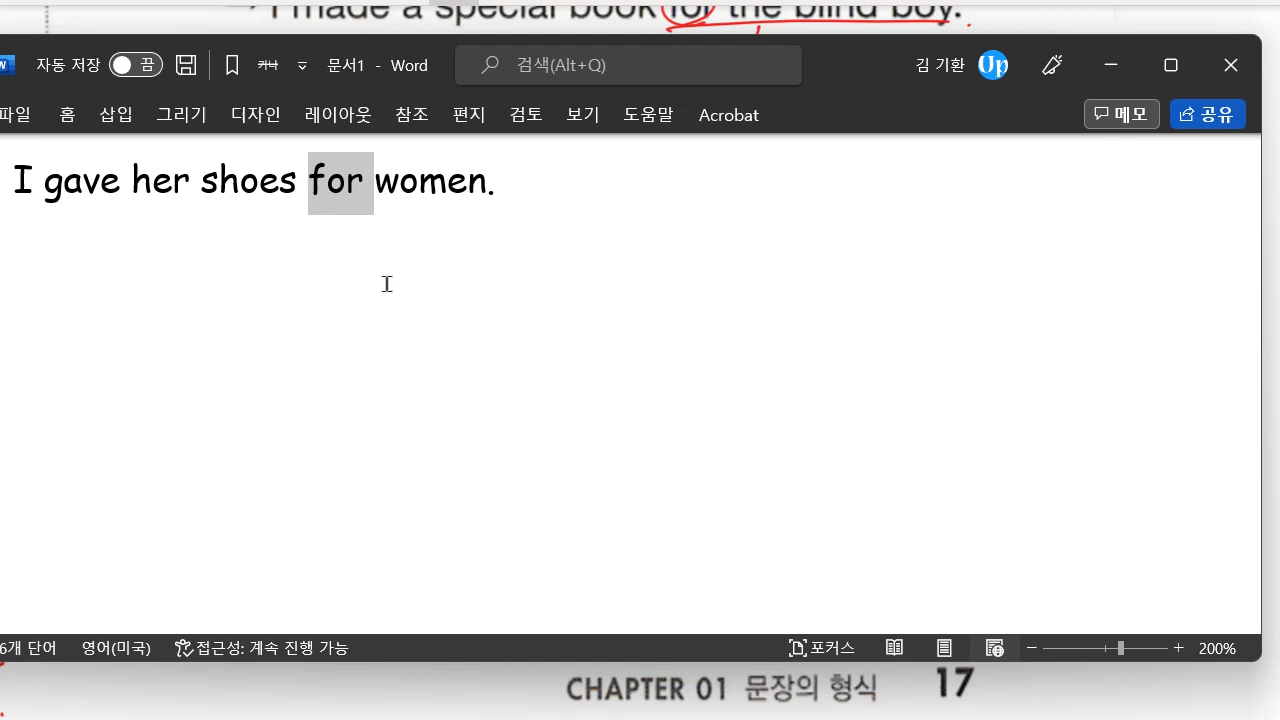 I made a special book for the blind boy.
자동 저장 끔 가나 문서1 - Word 검색(Alt+Q) 김 기환 Up
파일 홈 삽입 그리기 디자인 레이아웃 참조 편지 검토 보기 도움말 Acrobat 메모 공유
I gave her shoes for women.
6개 단어 영어(미국) 접근성: 계속 진행 가능 포커스 200%
CHAPTER 01 문장의 형식 17